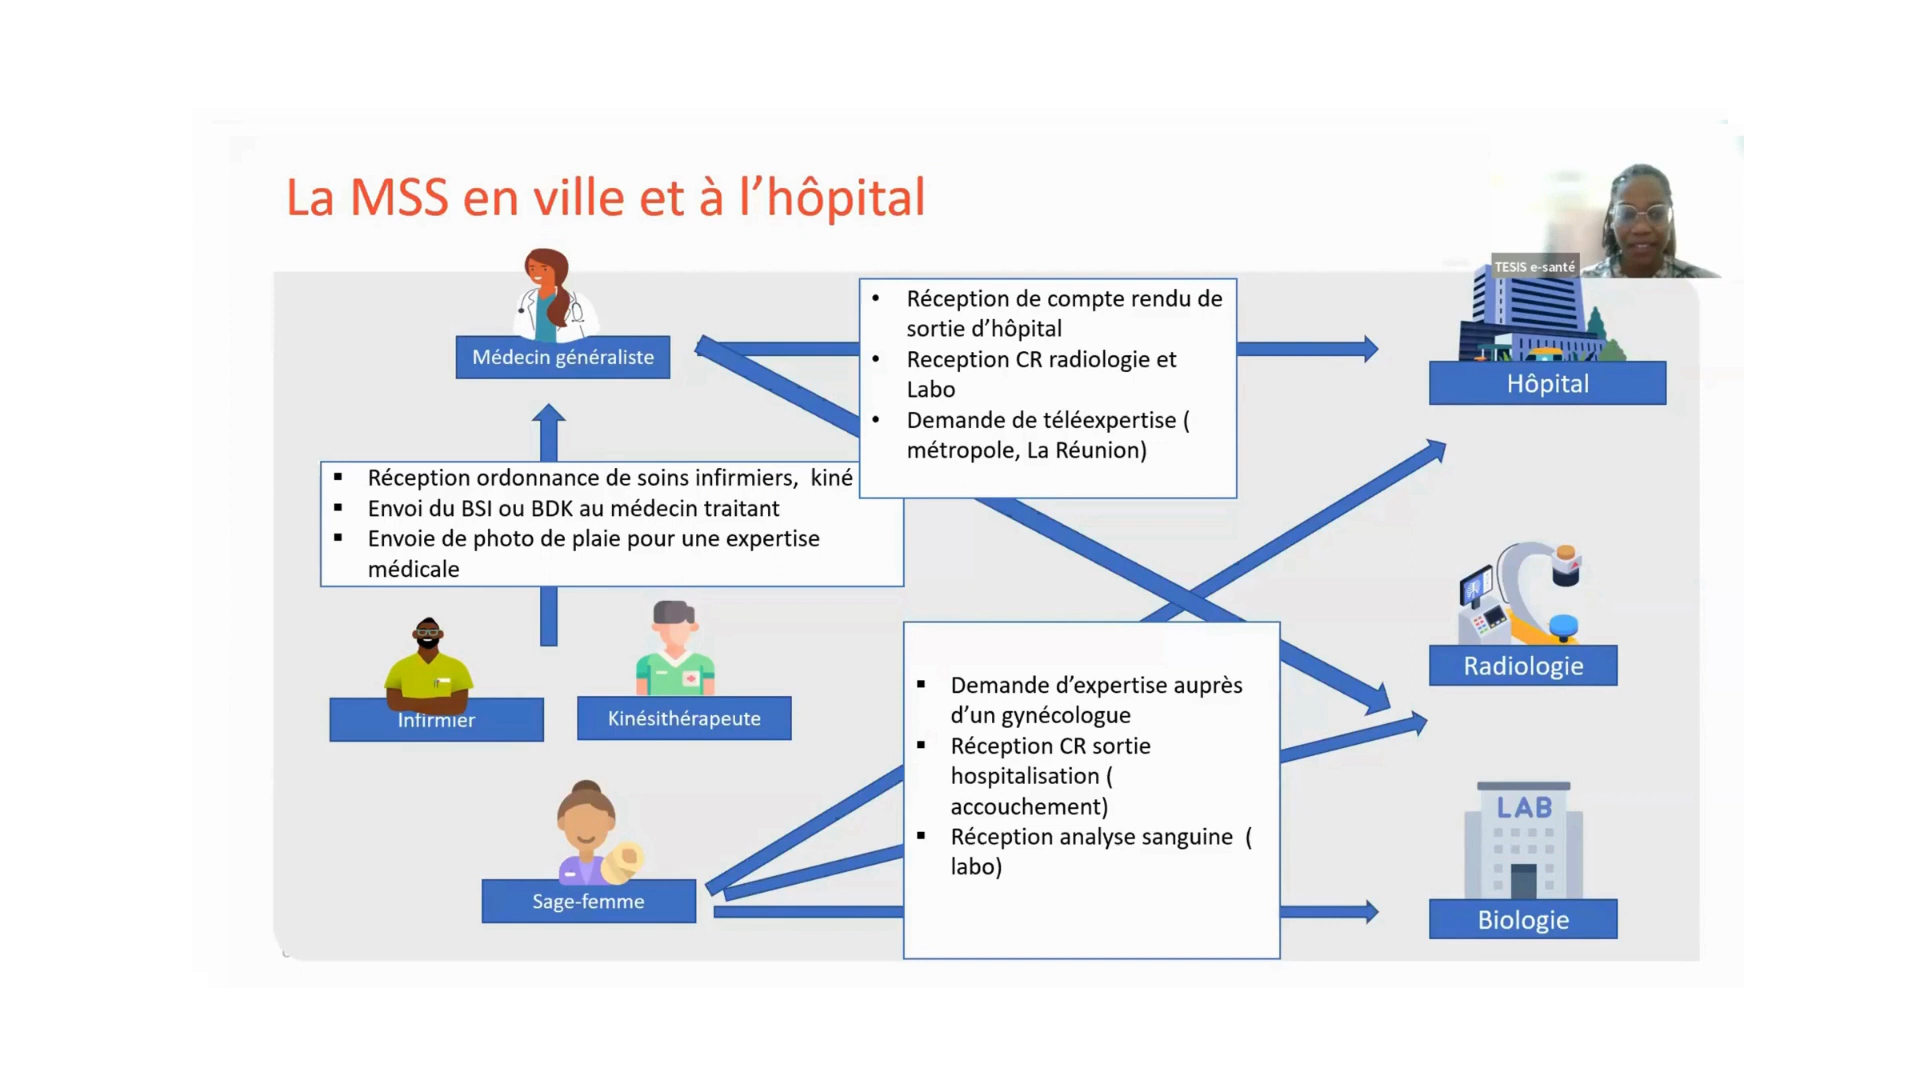 La MSS en ville et à l’hôpital
TESIS e-santé
Médecin généraliste
• Réception de compte rendu de
sortie d’hôpital
• Reception CR radiologie et
Labo
• Demande de téléexpertise (
métropole, La Réunion)
Hôpital
▪ Réception ordonnance de soins infirmiers, kiné
▪ Envoi du BSI ou BDK au médecin traitant
▪ Envoie de photo de plaie pour une expertise
médicale
Infirmier
Kinésithérapeute
Radiologie
▪ Demande d’expertise auprès
d’un gynécologue
▪ Réception CR sortie
hospitalisation (
accouchement)
▪ Réception analyse sanguine (
labo)
Sage-femme
LAB
Biologie